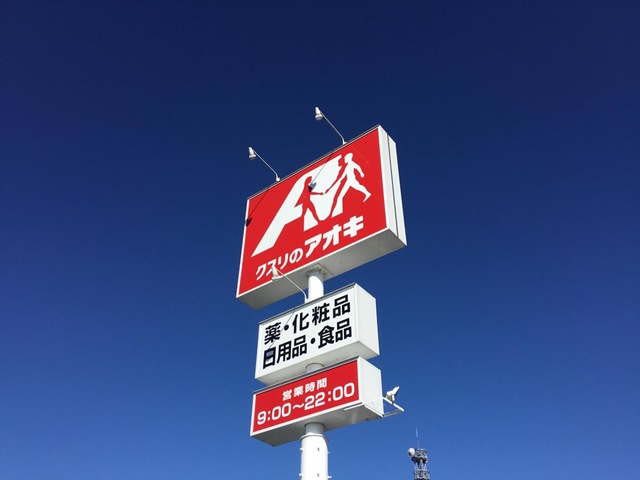 クスリのアオキ
薬・化粧品
日用品・食品
営業時間
9:00～22:00